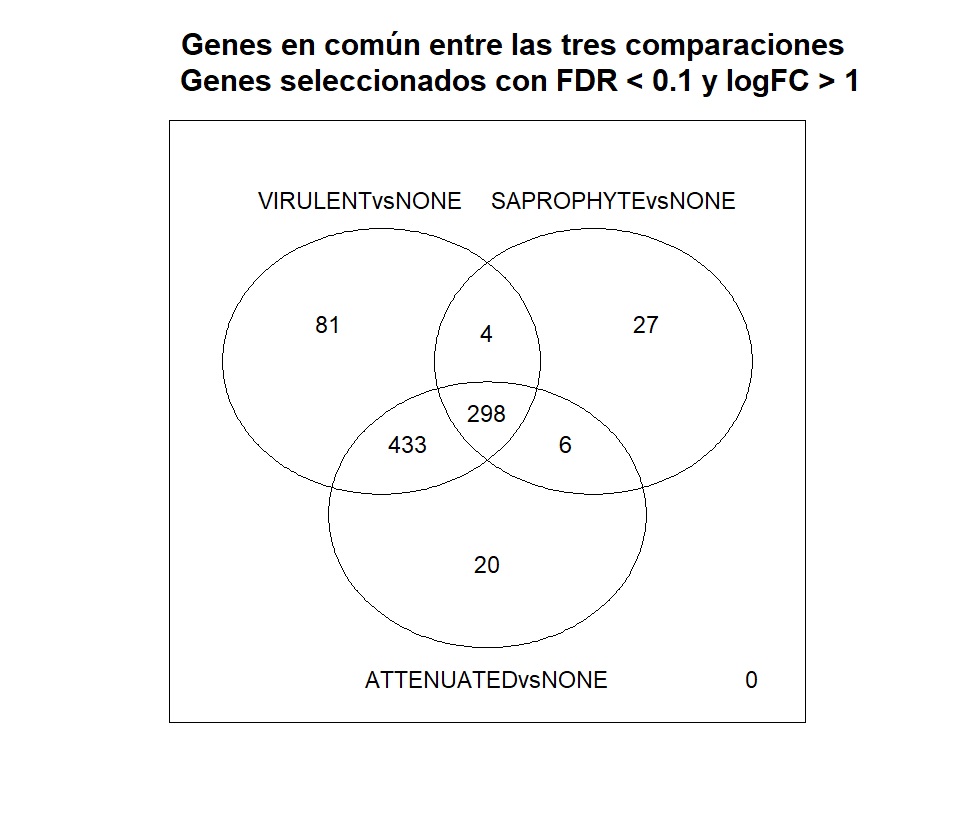 Genes en común entre las tres comparaciones
Genes seleccionados con FDR < 0.1 y logFC > 1
VIRULENTvsNONE SAPROPHYTEvsNONE
81 4 27
298
433 6
20
ATTENUATEDvsNONE 0